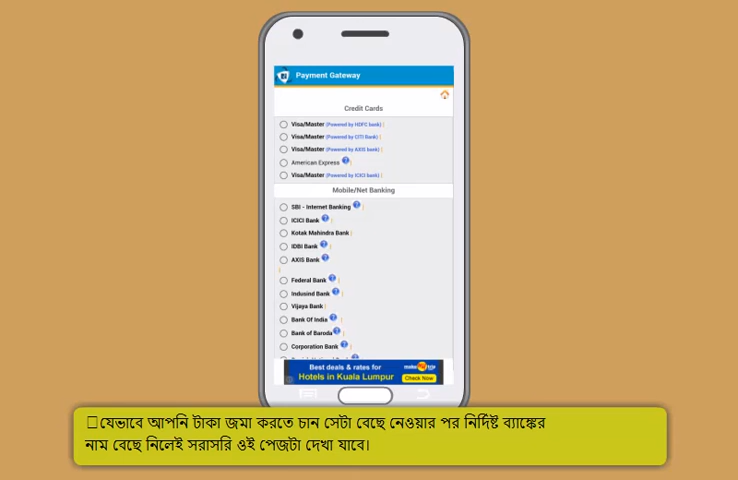 Payment Gateway
Credit Cards
Visa/Master (Powered by HDFC bank) |
Visa/Master (Powered by CITI Bank) |
Visa/Master (Powered by AXIS bank) |
American Express |
Visa/Master (Powered by ICICI bank) |
Mobile/Net Banking
SBI - Internet Banking |
ICICI Bank |
Kotak Mahindra Bank |
IDBI Bank |
AXIS Bank
|
Federal Bank |
Indusind Bank |
Vijaya Bank |
Bank Of India |
Bank of Baroda |
Corporation Bank |
Best deals & rates for
Hotels in Kuala Lumpur
make my trip
Check Now
যেভাবে আপনি টাকা জমা করতে চান সেটা বেছে নেওয়ার পর নির্দিষ্ট ব্যাঙ্কের
নাম বেছে নিলেই সরাসরি ওই পেজটা দেখা যাবে।